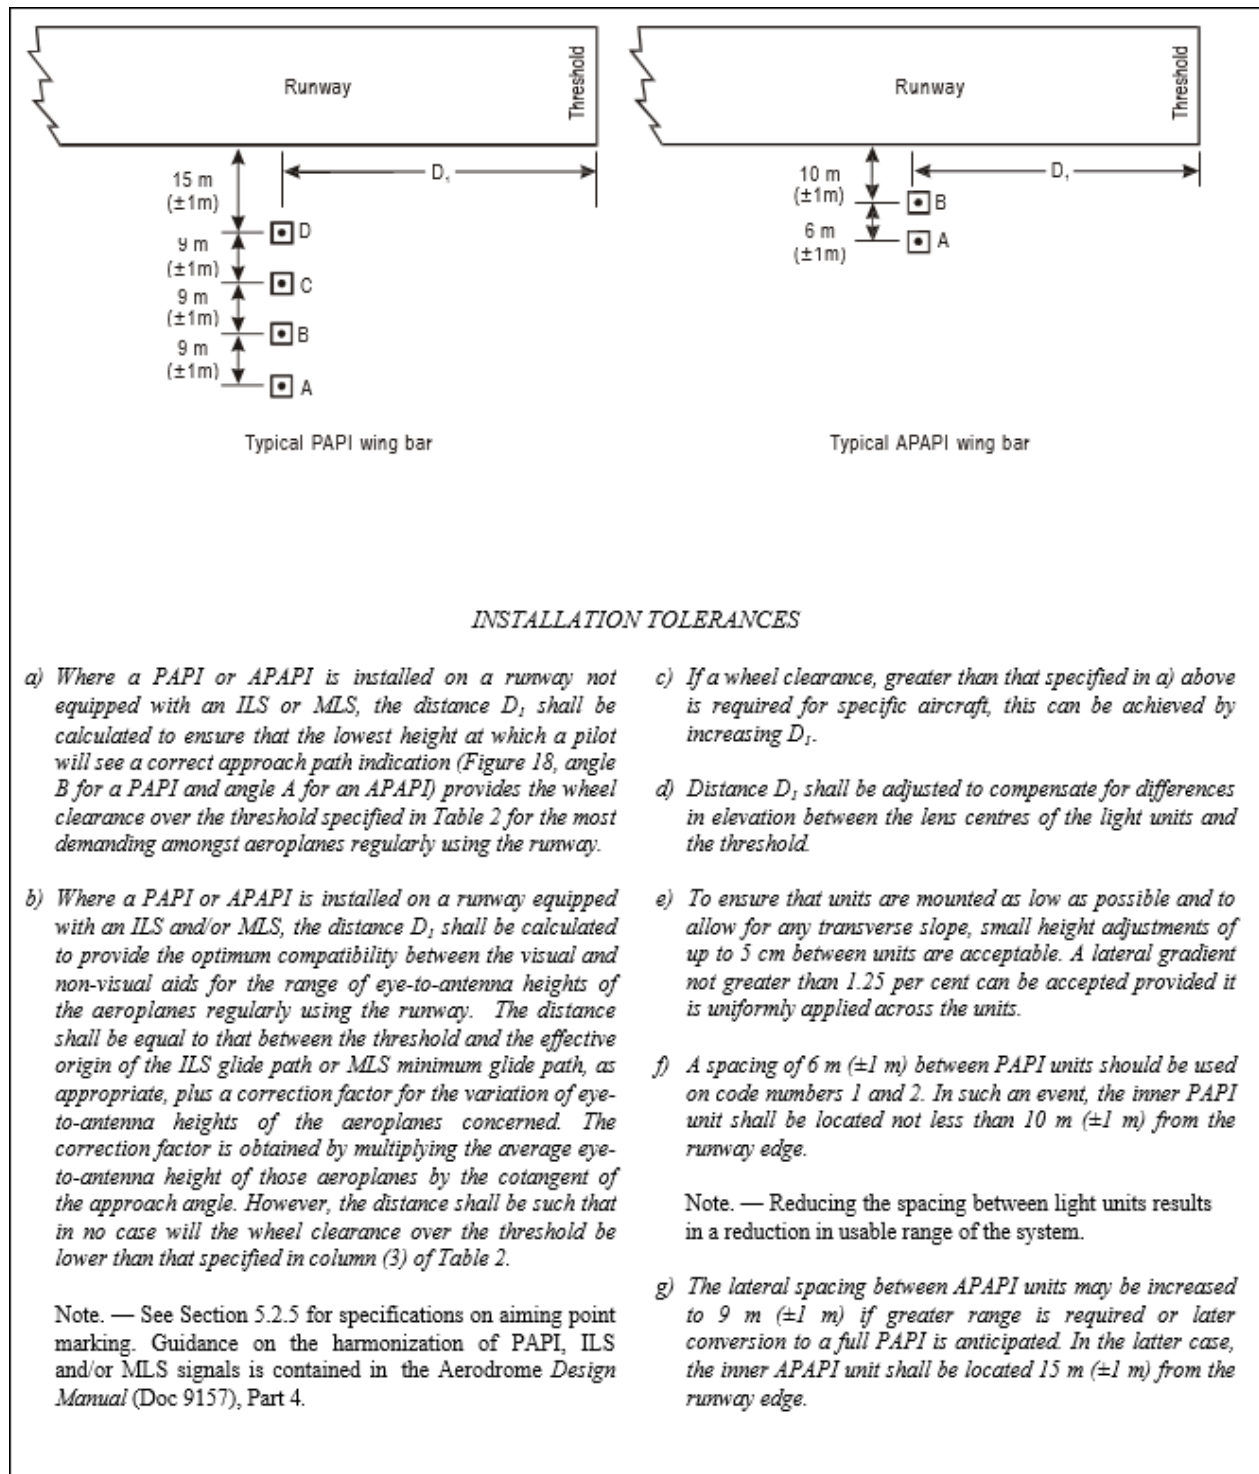 Runway
Threshold
15 m
(±1m)
D₁
D
9 m
(±1m)
C
9 m
(±1m)
B
9 m
(±1m)
A
Typical PAPI wing bar
Runway
Threshold
10 m
(±1m)
D₁
B
6 m
(±1m)
A
Typical APAPI wing bar
INSTALLATION TOLERANCES
a) Where a PAPI or APAPI is installed on a runway not
equipped with an ILS or MLS, the distance D₁ shall be
calculated to ensure that the lowest height at which a pilot
will see a correct approach path indication (Figure 18, angle
B for a PAPI and angle A for an APAPI) provides the wheel
clearance over the threshold specified in Table 2 for the most
demanding amongst aeroplanes regularly using the runway.
b) Where a PAPI or APAPI is installed on a runway equipped
with an ILS and/or MLS, the distance D₁ shall be calculated
to provide the optimum compatibility between the visual and
non-visual aids for the range of eye-to-antenna heights of
the aeroplanes regularly using the runway. The distance
shall be equal to that between the threshold and the effective
origin of the ILS glide path or MLS minimum glide path, as
appropriate, plus a correction factor for the variation of eye-
to-antenna heights of the aeroplanes concerned. The
correction factor is obtained by multiplying the average eye-
to-antenna height of those aeroplanes by the cotangent of
the approach angle. However, the distance shall be such that
in no case will the wheel clearance over the threshold be
lower than that specified in column (3) of Table 2.
Note. — See Section 5.2.5 for specifications on aiming point
marking. Guidance on the harmonization of PAPI, ILS
and/or MLS signals is contained in the Aerodrome Design
Manual (Doc 9157), Part 4.
c) If a wheel clearance, greater than that specified in a) above
is required for specific aircraft, this can be achieved by
increasing D₁.
d) Distance D₁ shall be adjusted to compensate for differences
in elevation between the lens centres of the light units and
the threshold.
e) To ensure that units are mounted as low as possible and to
allow for any transverse slope, small height adjustments of
up to 5 cm between units are acceptable. A lateral gradient
not greater than 1.25 per cent can be accepted provided it
is uniformly applied across the units.
f) A spacing of 6 m (±1 m) between PAPI units should be used
on code numbers 1 and 2. In such an event, the inner PAPI
unit shall be located not less than 10 m (±1 m) from the
runway edge.
Note. — Reducing the spacing between light units results
in a reduction in usable range of the system.
g) The lateral spacing between APAPI units may be increased
to 9 m (±1 m) if greater range is required or later
conversion to a full PAPI is anticipated. In the latter case,
the inner APAPI unit shall be located 15 m (±1 m) from the
runway edge.